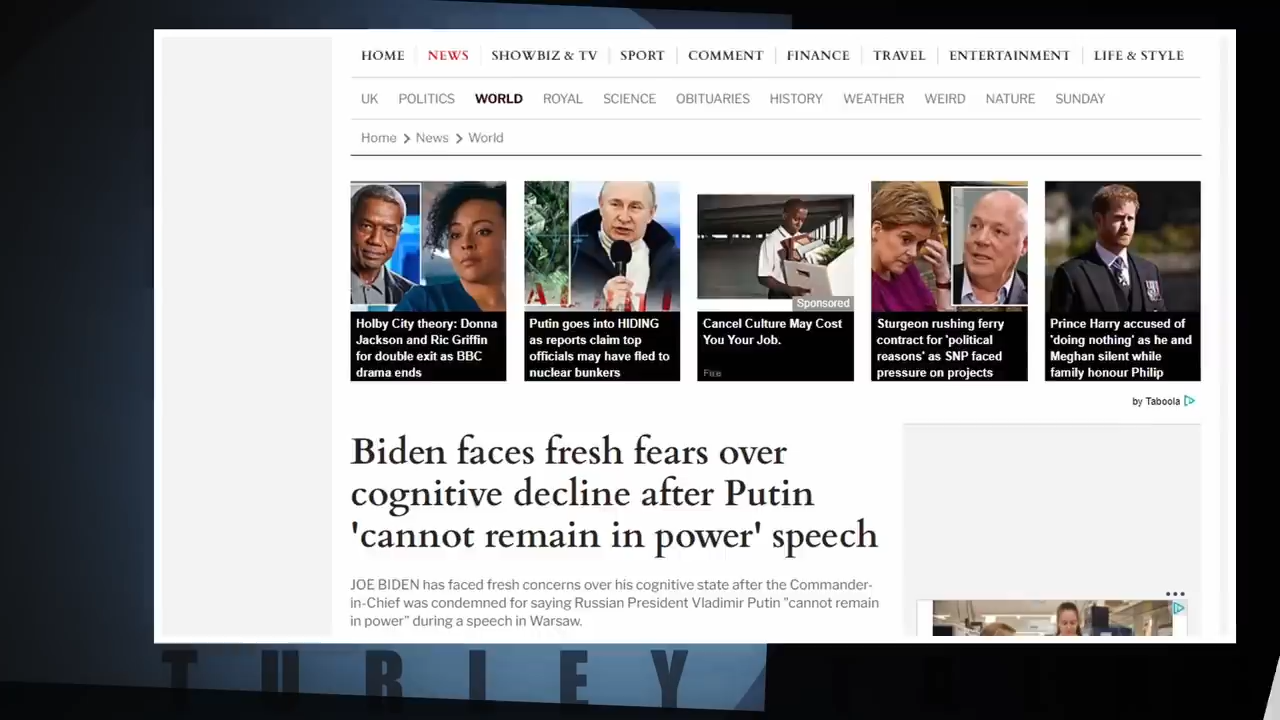 HOME NEWS SHOWBIZ & TV SPORT COMMENT FINANCE TRAVEL ENTERTAINMENT LIFE & STYLE
UK POLITICS WORLD ROYAL SCIENCE OBITUARIES HISTORY WEATHER WEIRD NATURE SUNDAY
Home > News > World
Sponsored
Holby City theory: Donna
Jackson and Ric Griffin
for double exit as BBC
drama ends
Putin goes into HIDING
as reports claim top
officials may have fled to
nuclear bunkers
Cancel Culture May Cost
You Your Job.
Fire
Sturgeon rushing ferry
contract for 'political
reasons' as SNP faced
pressure on projects
Prince Harry accused of
'doing nothing' as he and
Meghan silent while
family honour Philip
by Taboola
Biden faces fresh fears over
cognitive decline after Putin
'cannot remain in power' speech
JOE BIDEN has faced fresh concerns over his cognitive state after the Commander-
in-Chief was condemned for saying Russian President Vladimir Putin "cannot remain
in power" during a speech in Warsaw.
TURLEY